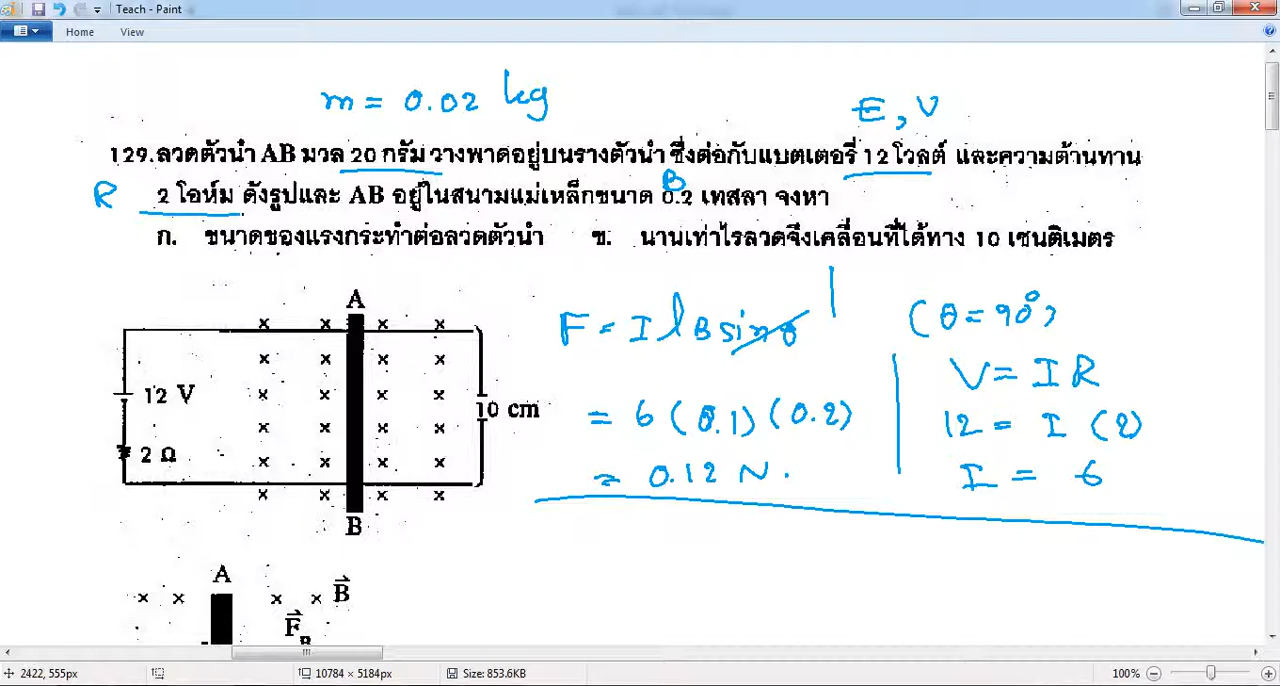 Teach - Paint
Home View
m = 0.02 kg
E, V
129. ลวดตัวนำ AB มวล 20 กรัม วางพาดอยู่บนรางตัวนำ ซึ่งต่อกับแบตเตอรี่ 12 โวลต์ และความต้านทาน
R 2 โอห์ม ดังรูปและ AB อยู่ในสนามแม่เหล็กขนาด 0.2 เทสลา จงหา
B
ก. ขนาดของแรงกระทำต่อลวดตัวนำ ข. นานเท่าไรลวดจึงเคลื่อนที่ได้ทาง 10 เซนติเมตร
A
x x x x
x x x x
12 V x x x x
10 cm
x x x x
2 Ω x x x x
x x x x
B
F = I l B sin θ
= 6 (0.1) (0.2)
= 0.12 N.
(θ = 90°)
V = I R
12 = I (2)
I = 6
A
x x x x B
F B
2422, 555px 10784 × 5184px Size: 853.6KB 100%